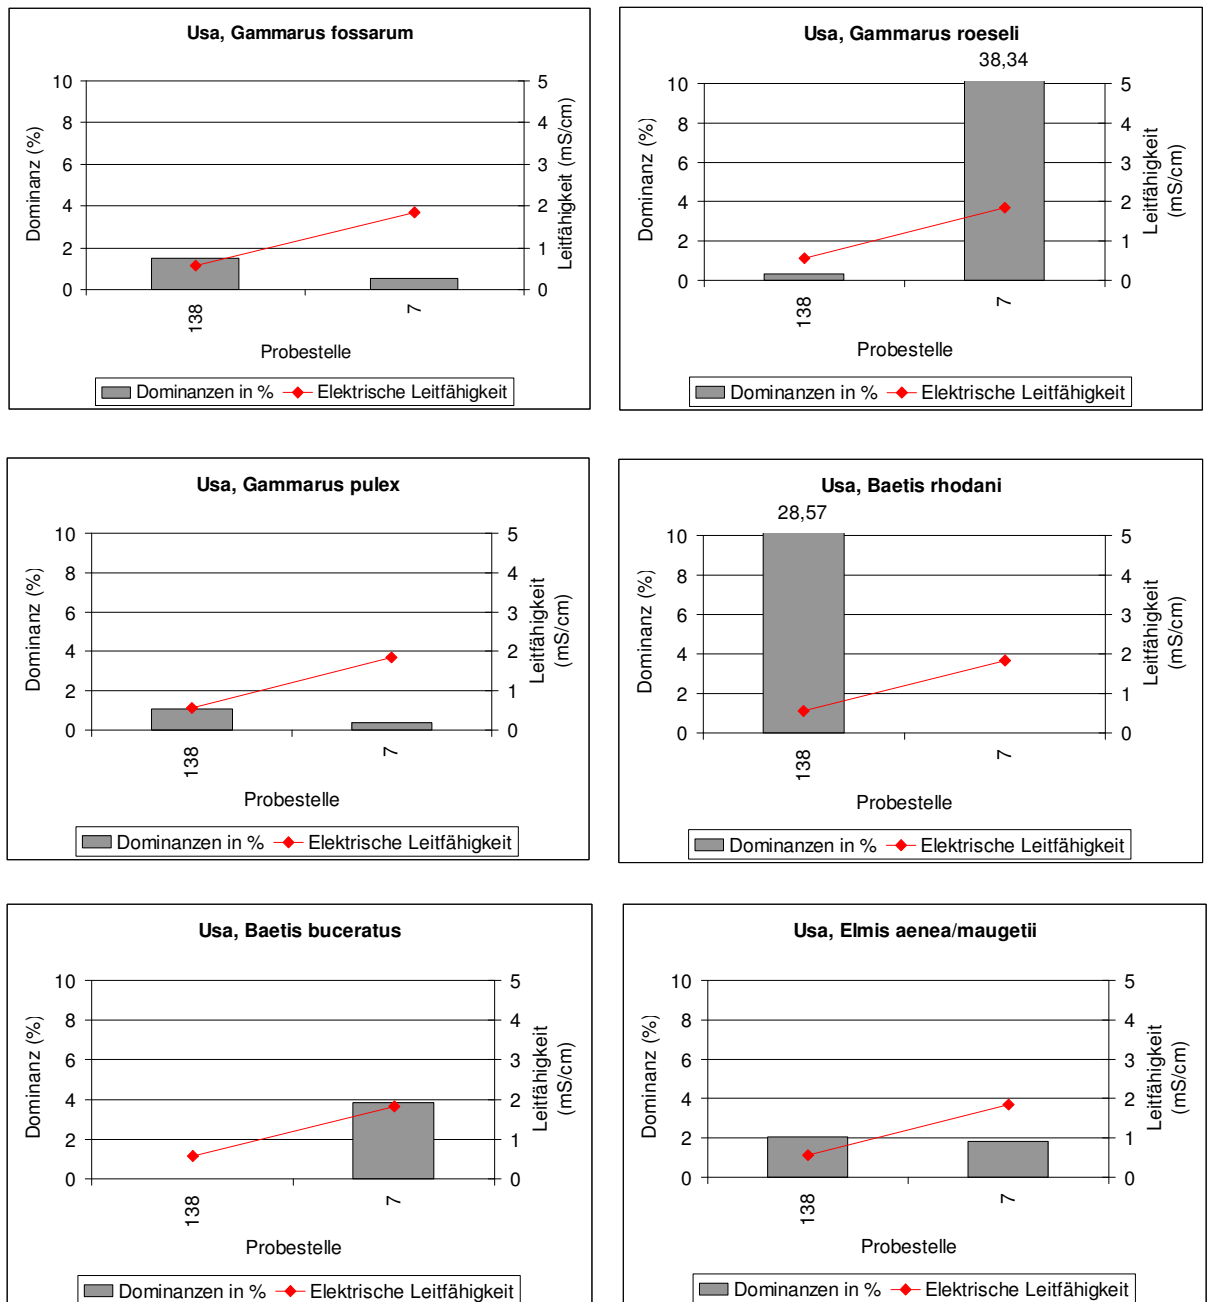 Usa, Gammarus fossarum
Dominanz (%)
10
8
6
4
2
0
5
4
3
2
1
0
Leitfähigkeit (mS/cm)
138
7
Probestelle
Dominanzen in % Elektrische Leitfähigkeit
Usa, Gammarus roeseli
38,34
Dominanz (%)
10
8
6
4
2
0
5
4
3
2
1
0
Leitfähigkeit
(mS/cm)
138
7
Probestelle
Dominanzen in % Elektrische Leitfähigkeit
Usa, Gammarus pulex
Dominanz (%)
10
8
6
4
2
0
5
4
3
2
1
0
Leitfähigkeit
(mS/cm)
138
7
Probestelle
Dominanzen in % Elektrische Leitfähigkeit
Usa, Baetis rhodani
28,57
Dominanz (%)
10
8
6
4
2
0
5
4
3
2
1
0
Leitfähigkeit
(mS/cm)
138
7
Probestelle
Dominanzen in % Elektrische Leitfähigkeit
Usa, Baetis buceratus
Dominanz (%)
10
8
6
4
2
0
5
4
3
2
1
0
Leitfähigkeit
(mS/cm)
138
7
Probestelle
Dominanzen in % Elektrische Leitfähigkeit
Usa, Elmis aenea/maugetii
Dominanz (%)
10
8
6
4
2
0
5
4
3
2
1
0
Leitfähigkeit
(mS/cm)
138
7
Probestelle
Dominanzen in % Elektrische Leitfähigkeit